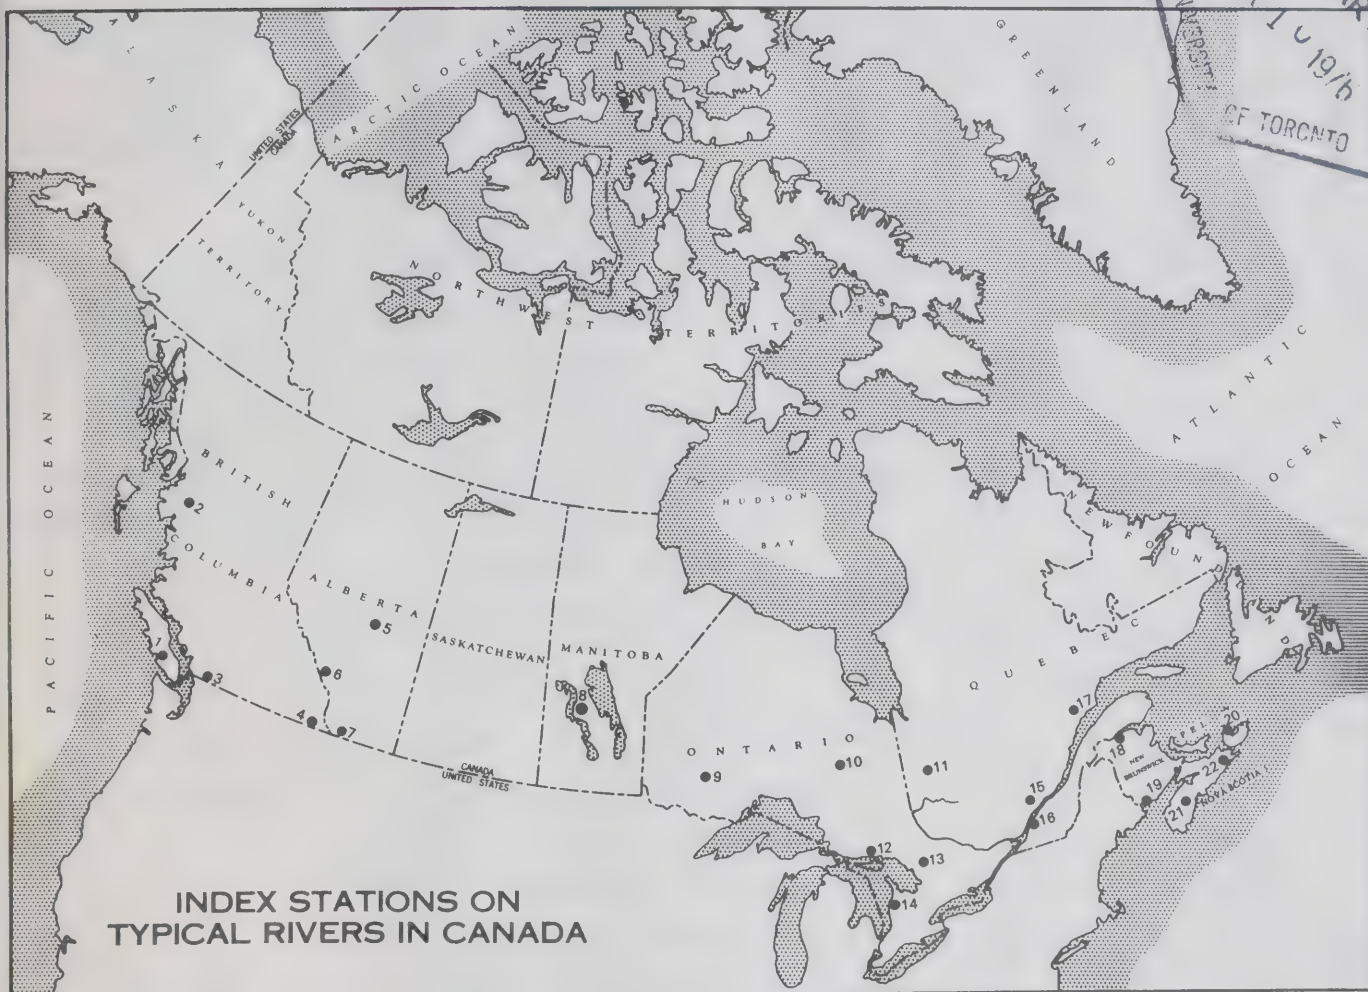 ALASKA
GREENLAND
ARCTIC OCEAN
UNITED STATES
CANADA
YUKON
TERRITORY
NORTHWEST TERRITORIES
19/6
OF TORONTO
PACIFIC OCEAN
ATLANTIC
OCEAN
BRITISH
COLUMBIA
ALBERTA
SASKATCHEWAN
MANITOBA
HUDSON
BAY
NEWFOUNDLAND
QUEBEC
ONTARIO
P.E.I.
NEW
BRUNSWICK
NOVA SCOTIA
CANADA
UNITED STATES
1
2
3
4
5
6
7
8
9
10
11
12
13
14
15
16
17
18
19
20
21
22
INDEX STATIONS ON
TYPICAL RIVERS IN CANADA